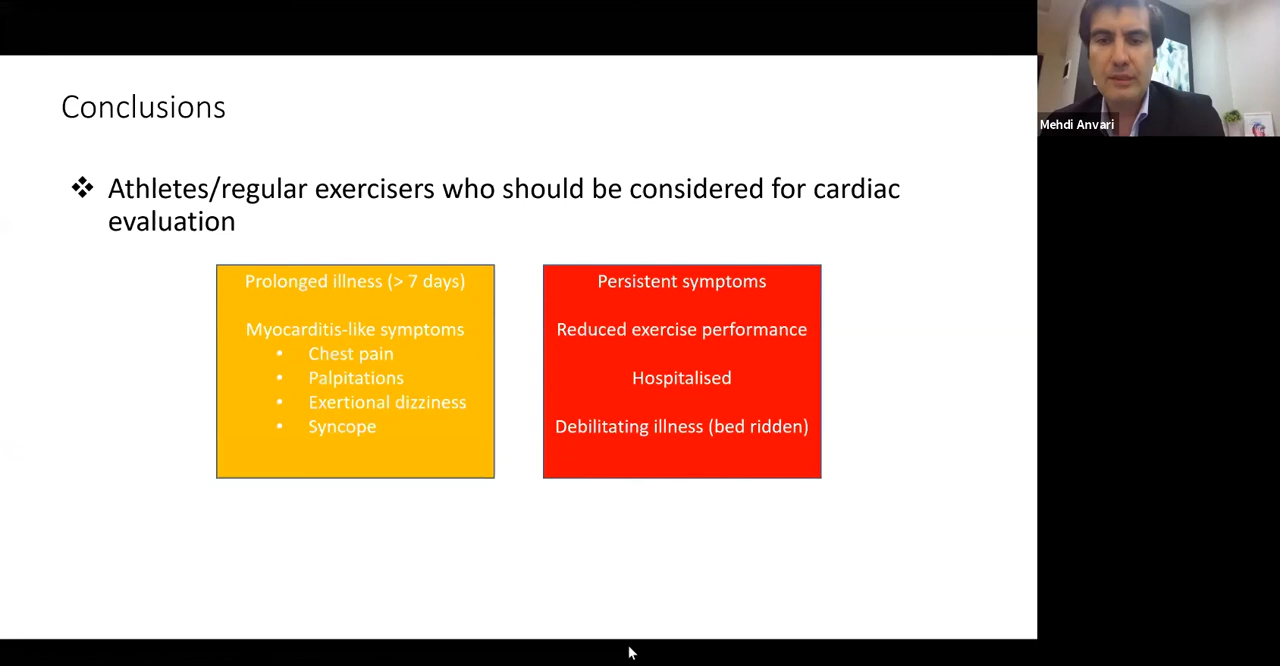 Conclusions
❖ Athletes/regular exercisers who should be considered for cardiac
evaluation
Prolonged illness (> 7 days)
Myocarditis-like symptoms
• Chest pain
• Palpitations
• Exertional dizziness
• Syncope
Persistent symptoms
Reduced exercise performance
Hospitalised
Debilitating illness (bed ridden)
Mehdi Anvari